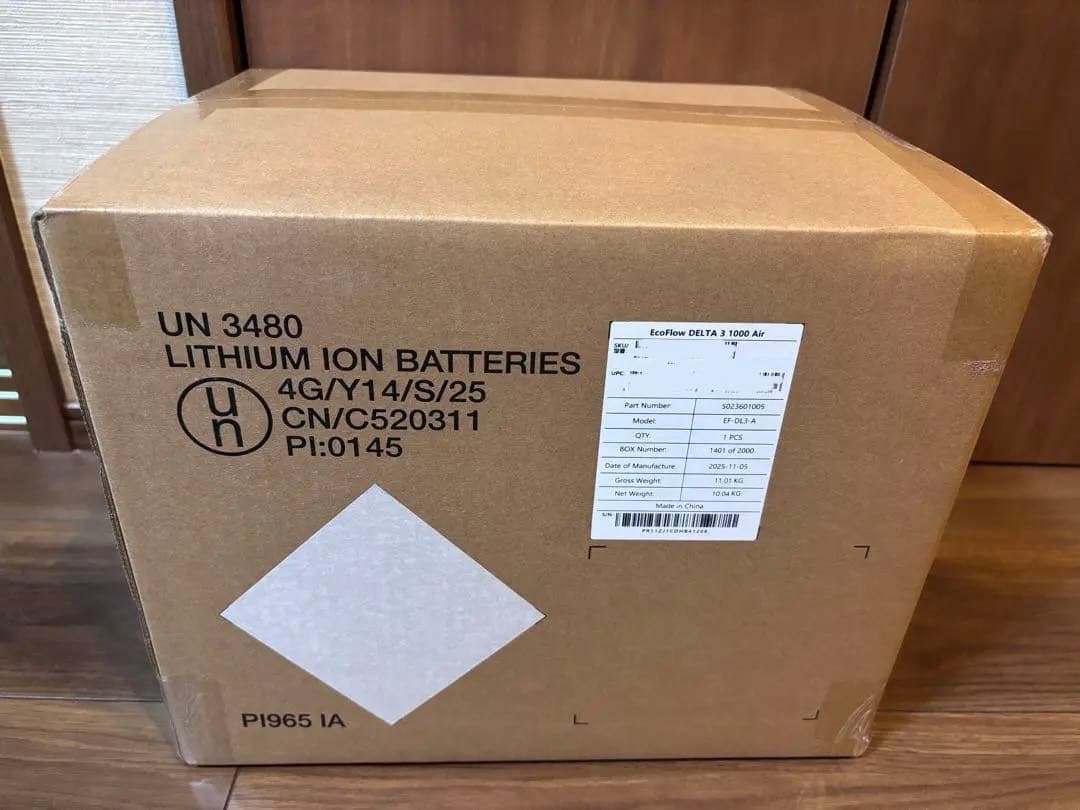 UN 3480
LITHIUM ION BATTERIES
un
4G/Y14/S/25
CN/C520311
PI:0145
PI965 IA
EcoFlow DELTA 3 1000 Air
SKU/
UPC:
Part Number: 5023601005
Model: EF-DL3-A
QTY: 1 PCS
BOX Number: 1401 of 2000
Date of Manufacture: 2025-11-05
Gross Weight: 11.01 KG
Net Weight: 10.04 KG
Made in China
S/N: